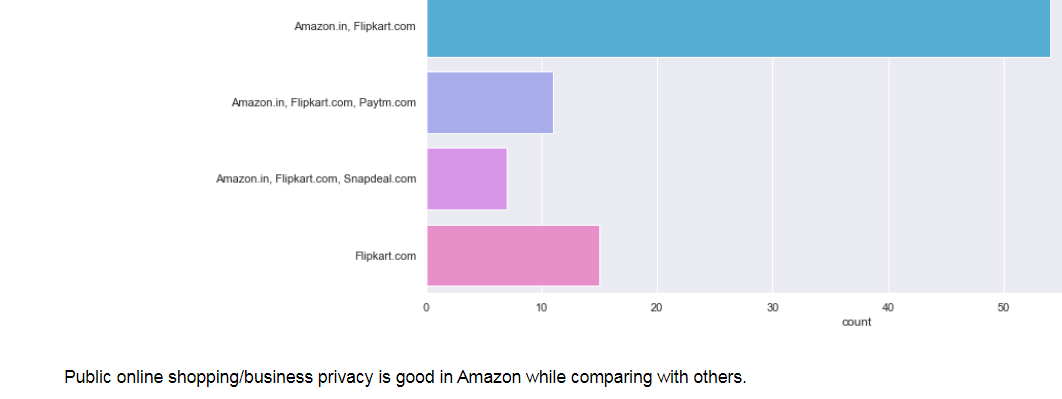 Amazon.in, Flipkart.com
Amazon.in, Flipkart.com, Paytm.com
Amazon.in, Flipkart.com, Snapdeal.com
Flipkart.com
0 10 20 30 40 50
count
Public online shopping/business privacy is good in Amazon while comparing with others.